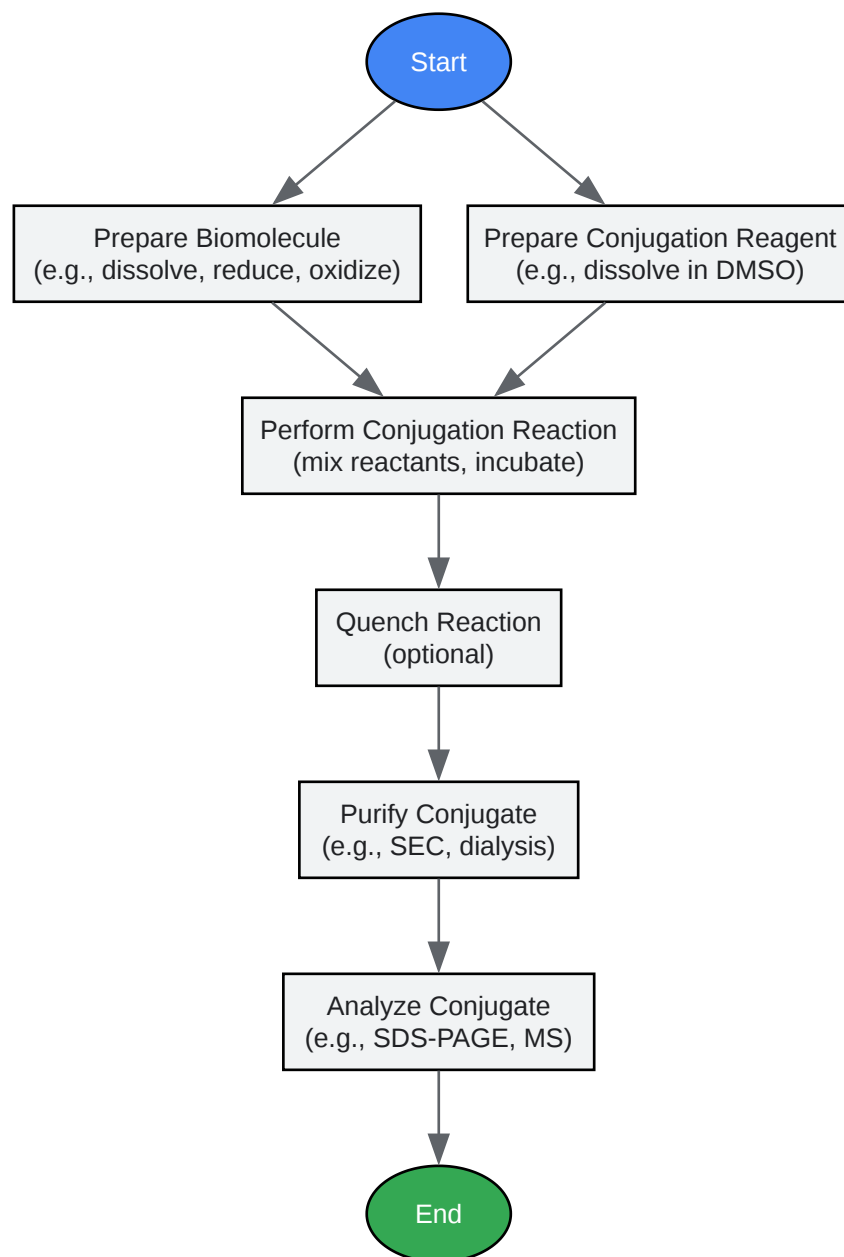 Start
Prepare Biomolecule
(e.g., dissolve, reduce, oxidize)
Prepare Conjugation Reagent
(e.g., dissolve in DMSO)
Perform Conjugation Reaction
(mix reactants, incubate)
Quench Reaction
(optional)
Purify Conjugate
(e.g., SEC, dialysis)
Analyze Conjugate
(e.g., SDS-PAGE, MS)
End